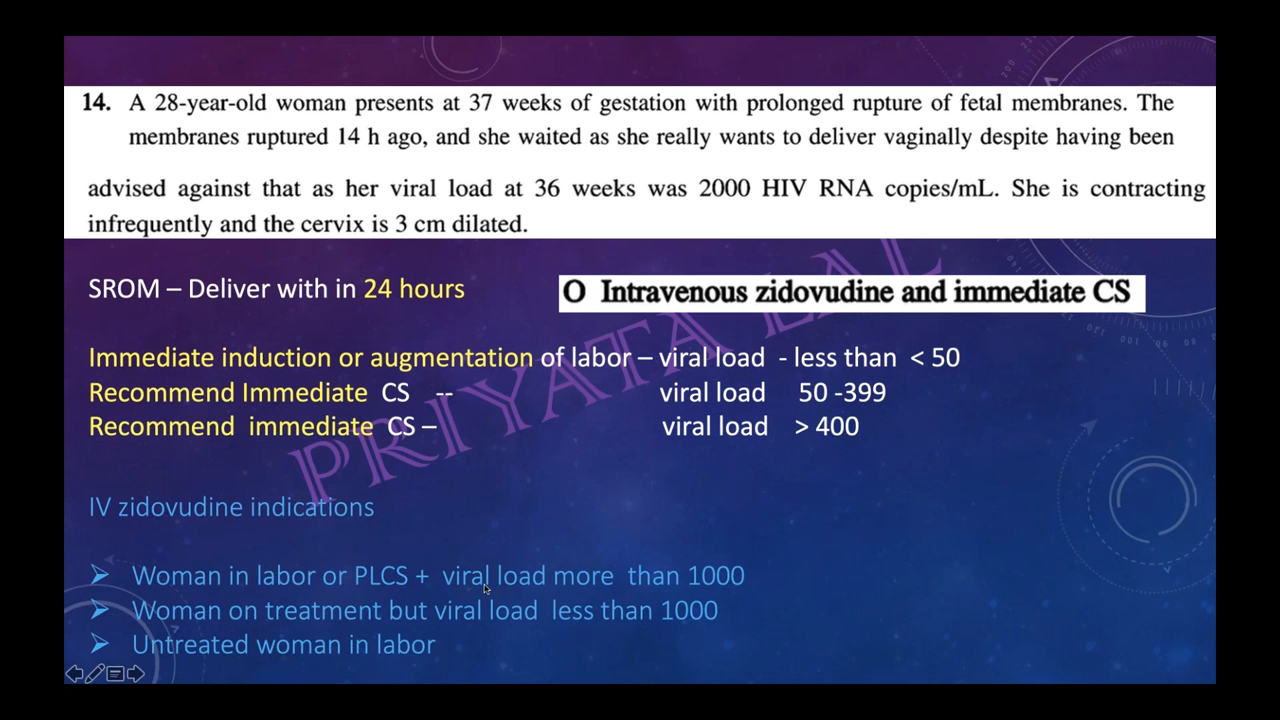 14. A 28-year-old woman presents at 37 weeks of gestation with prolonged rupture of fetal membranes. The
membranes ruptured 14 h ago, and she waited as she really wants to deliver vaginally despite having been
advised against that as her viral load at 36 weeks was 2000 HIV RNA copies/mL. She is contracting
infrequently and the cervix is 3 cm dilated.
SROM – Deliver with in 24 hours
O Intravenous zidovudine and immediate CS
Immediate induction or augmentation of labor – viral load - less than < 50
Recommend Immediate CS -- viral load 50 -399
Recommend immediate CS – viral load > 400
PRIYATA LAL
IV zidovudine indications
➢ Woman in labor or PLCS + viral load more than 1000
➢ Woman on treatment but viral load less than 1000
➢ Untreated woman in labor